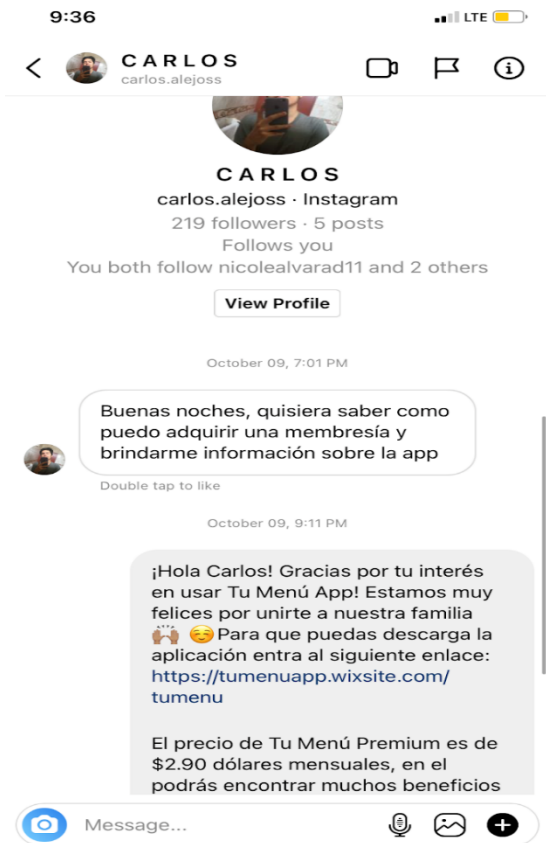 9:36
LTE
CARLOS
carlos.alejoss
CARLOS
carlos.alejoss · Instagram
219 followers · 5 posts
Follows you
You both follow nicolealvarad11 and 2 others
View Profile
October 09, 7:01 PM
Buenas noches, quisiera saber como
puedo adquirir una membresía y
brindarme información sobre la app
Double tap to like
October 09, 9:11 PM
¡Hola Carlos! Gracias por tu interés
en usar Tu Menú App! Estamos muy
felices por unirte a nuestra familia
🙌🏽 ☺️ Para que puedas descarga la
aplicación entra al siguiente enlace:
https://tumenuapp.wixsite.com/
tumenu
El precio de Tu Menú Premium es de
$2.90 dólares mensuales, en el
podrás encontrar muchos beneficios
Message...